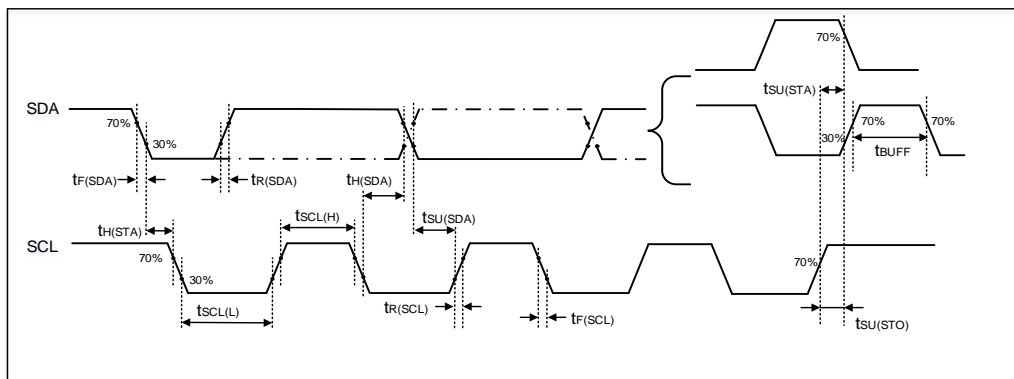 70%
tSU(STA)
SDA
70%
30%
70%
30%
70%
tBUFF
tF(SDA)
tR(SDA)
tH(SDA)
tH(STA)
tSCL(H)
tSU(SDA)
SCL
70%
30%
70%
tSCL(L)
tR(SCL)
tF(SCL)
tSU(STO)